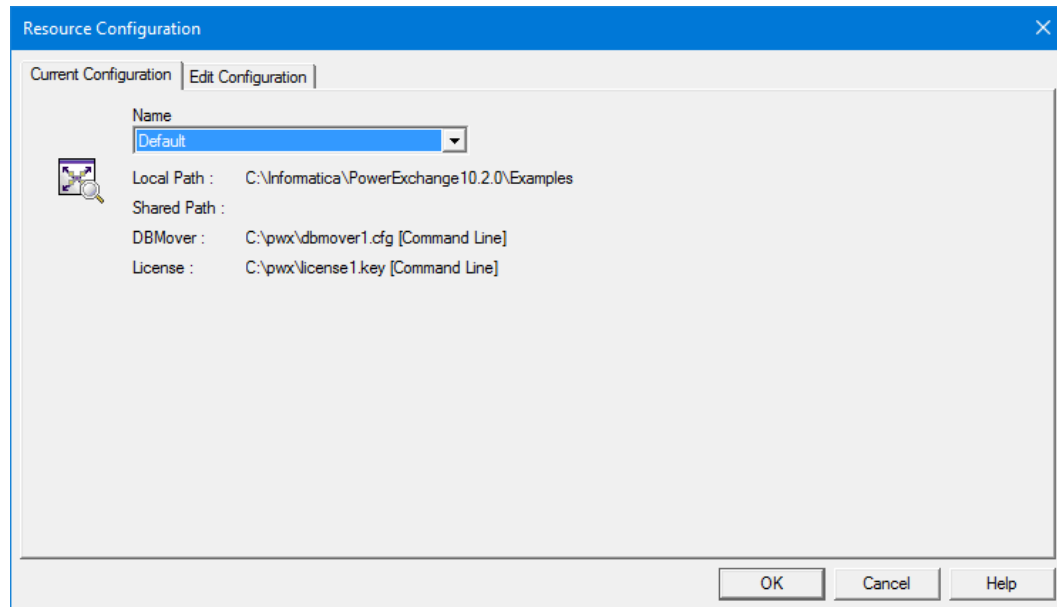 Resource Configuration
Current Configuration Edit Configuration
Name
Default
Local Path : C:\Informatica\PowerExchange10.2.0\Examples
Shared Path :
DBMover : C:\pwx\dbmover1.cfg [Command Line]
License : C:\pwx\license1.key [Command Line]
OK Cancel Help